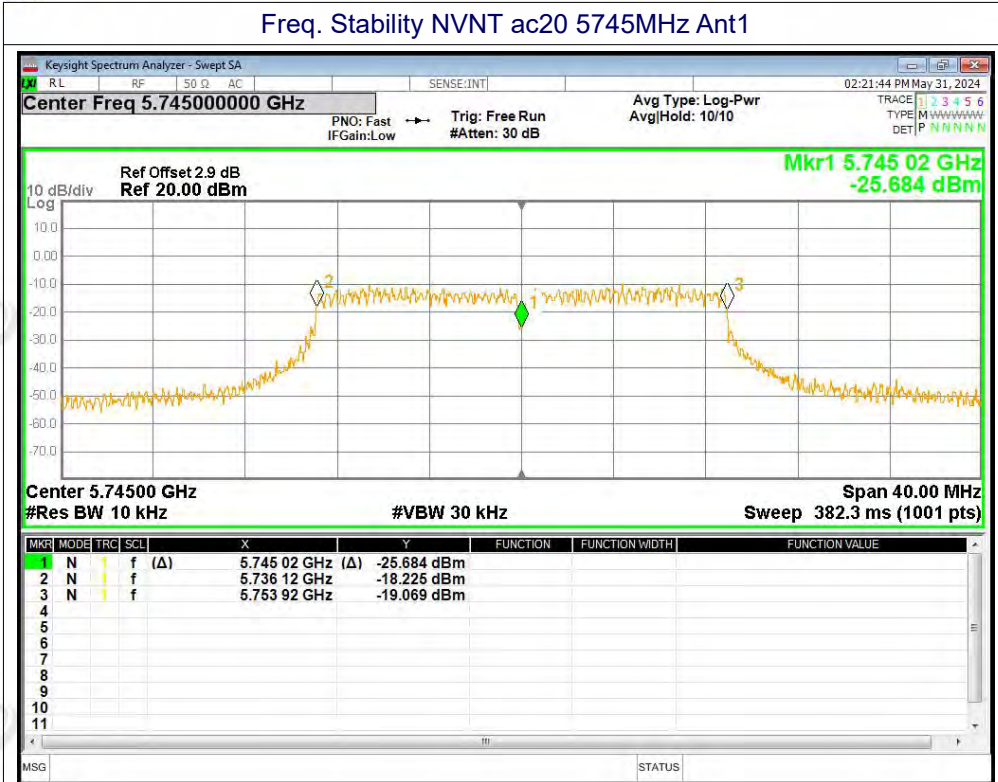 Freq. Stability NVNT ac20 5745MHz Ant1
Keysight Spectrum Analyzer - Swept SA
LXI RL RF 50 Ω AC SENSE:INT 02:21:44 PM May 31, 2024
Center Freq 5.745000000 GHz
PNO: Fast
IFGain:Low
Trig: Free Run
#Atten: 30 dB
Avg Type: Log-Pwr
Avg|Hold: 10/10
TRACE 1 2 3 4 5 6
TYPE M WWWWW
DET P N N N N N
Mkr1 5.745 02 GHz
-25.684 dBm
Ref Offset 2.9 dB
10 dB/div Ref 20.00 dBm
Log
10.0
0.00
-10.0
-20.0
-30.0
-40.0
-50.0
-60.0
-70.0
2
1
3
Center 5.74500 GHz Span 40.00 MHz
#Res BW 10 kHz #VBW 30 kHz Sweep 382.3 ms (1001 pts)
MKR MODE TRC SCL X Y FUNCTION FUNCTION WIDTH FUNCTION VALUE
1 N 1 f (Δ) 5.745 02 GHz (Δ) -25.684 dBm
2 N 1 f 5.736 12 GHz -18.225 dBm
3 N 1 f 5.753 92 GHz -19.069 dBm
4
5
6
7
8
9
10
11
MSG STATUS